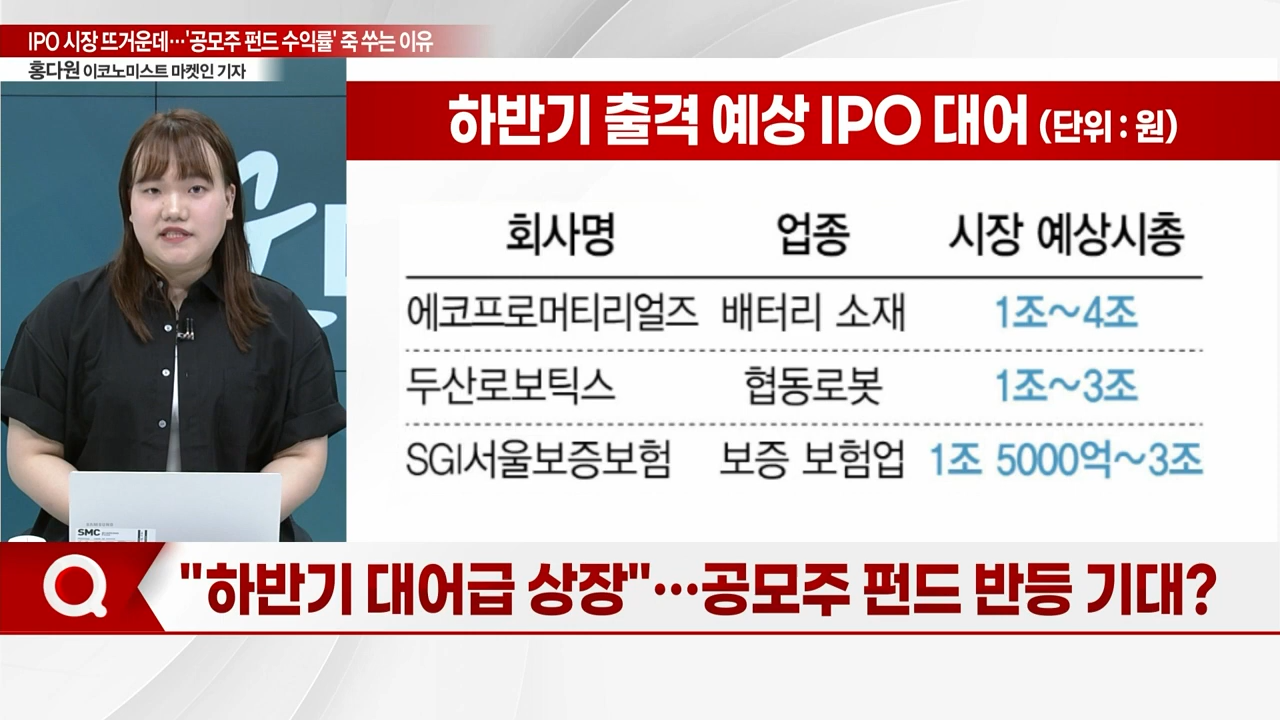 IPO 시장 뜨거운데…'공모주 펀드 수익률' 죽 쑤는 이유
홍다원 이코노미스트 마켓인 기자
하반기 출격 예상 IPO 대어 (단위 : 원)
회사명 업종 시장 예상시총
에코프로머티리얼즈 배터리 소재 1조~4조
두산로보틱스 협동로봇 1조~3조
SGI서울보증보험 보증 보험업 1조 5000억~3조
SMC
Q "하반기 대어급 상장"…공모주 펀드 반등 기대?